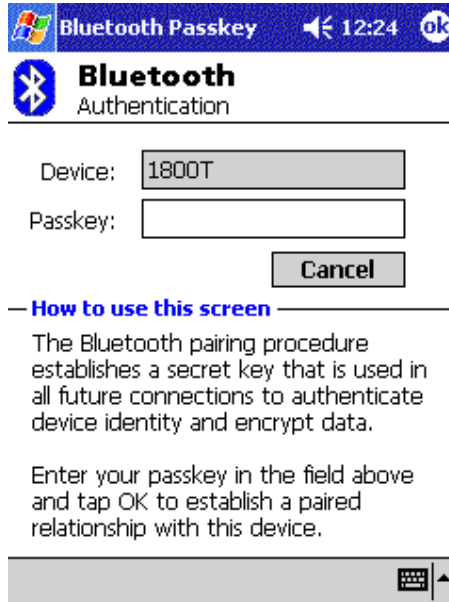 Bluetooth Passkey 12:24 ok
Bluetooth
Authentication
Device: 1800T
Passkey:
Cancel
How to use this screen
The Bluetooth pairing procedure
establishes a secret key that is used in
all future connections to authenticate
device identity and encrypt data.
Enter your passkey in the field above
and tap OK to establish a paired
relationship with this device.